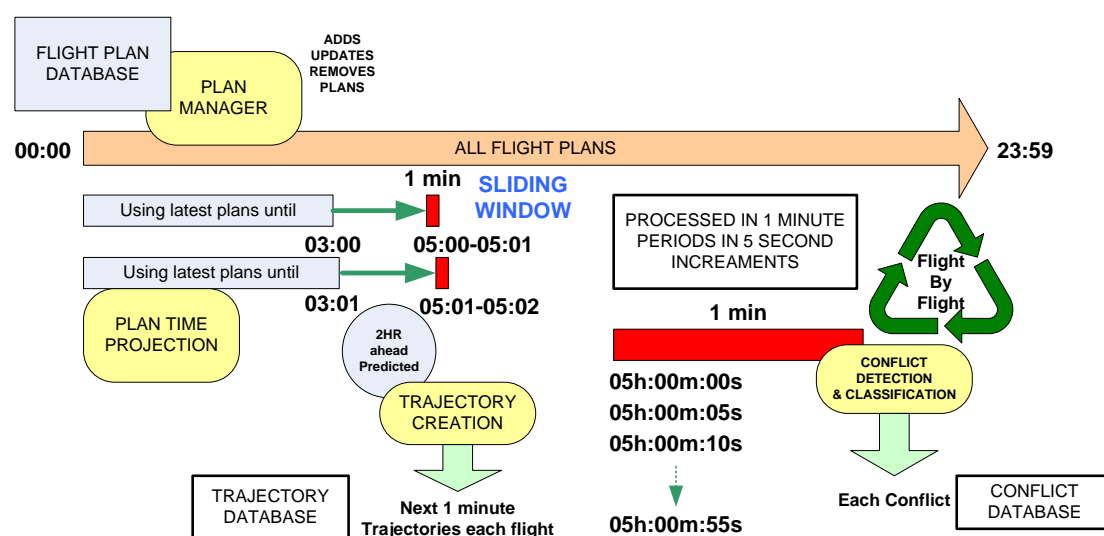 FLIGHT PLAN
DATABASE
PLAN
MANAGER
ADDS
UPDATES
REMOVES
PLANS
00:00
ALL FLIGHT PLANS
23:59
1 min
SLIDING
WINDOW
Using latest plans until
03:00
05:00-05:01
Using latest plans until
03:01
05:01-05:02
PLAN TIME
PROJECTION
2HR
ahead
Predicted
TRAJECTORY
CREATION
TRAJECTORY
DATABASE
Next 1 minute
Trajectories each flight
PROCESSED IN 1 MINUTE
PERIODS IN 5 SECOND
INCREAMENTS
Flight
By
Flight
1 min
CONFLICT
DETECTION
& CLASSIFICATION
05h:00m:00s
05h:00m:05s
05h:00m:10s
05h:00m:55s
Each Conflict
CONFLICT
DATABASE